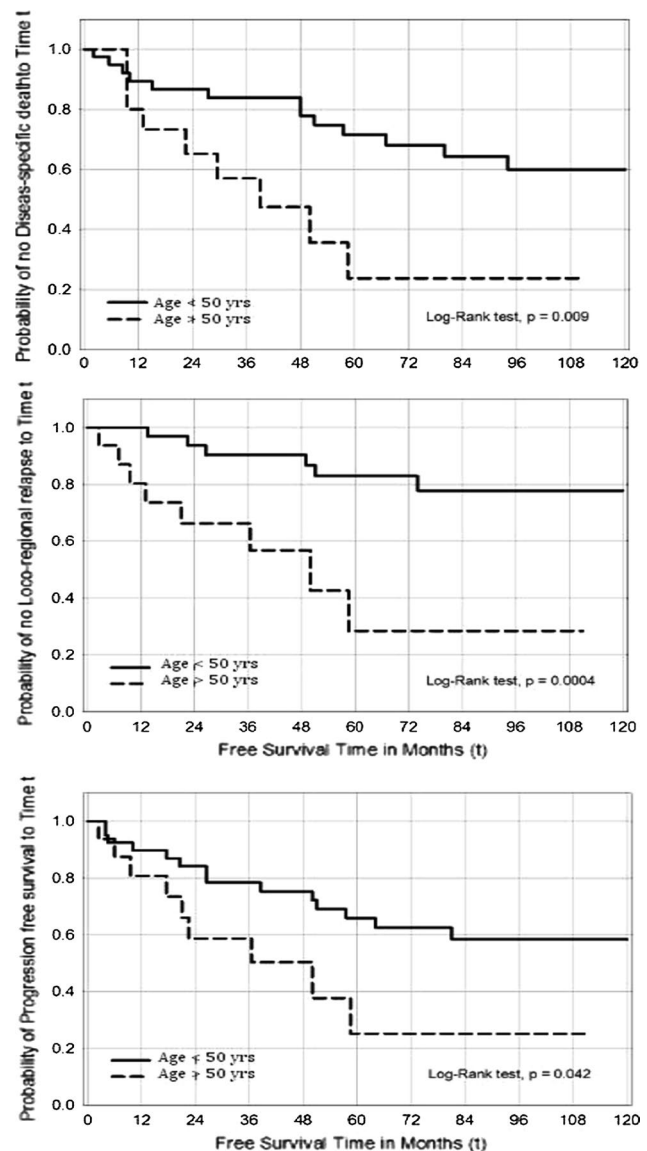 Probability of no Diseas-specific deathto Time t
1.0
0.8
0.6
0.4
0.2
0.0
Age < 50 yrs
Age > 50 yrs
Log-Rank test, p = 0.009
0 12 24 36 48 60 72 84 96 108 120
Probability of no Loco-regional relapse to Time t
1.0
0.8
0.6
0.4
0.2
0.0
Age < 50 yrs
Age > 50 yrs
Log-Rank test, p = 0.0004
0 12 24 36 48 60 72 84 96 108 120
Free Survival Time in Months (t)
Probability of Progression free survival to Time t
1.0
0.8
0.6
0.4
0.2
0.0
Age < 50 yrs
Age > 50 yrs
Log-Rank test, p = 0.042
0 12 24 36 48 60 72 84 96 108 120
Free Survival Time in Months (t)